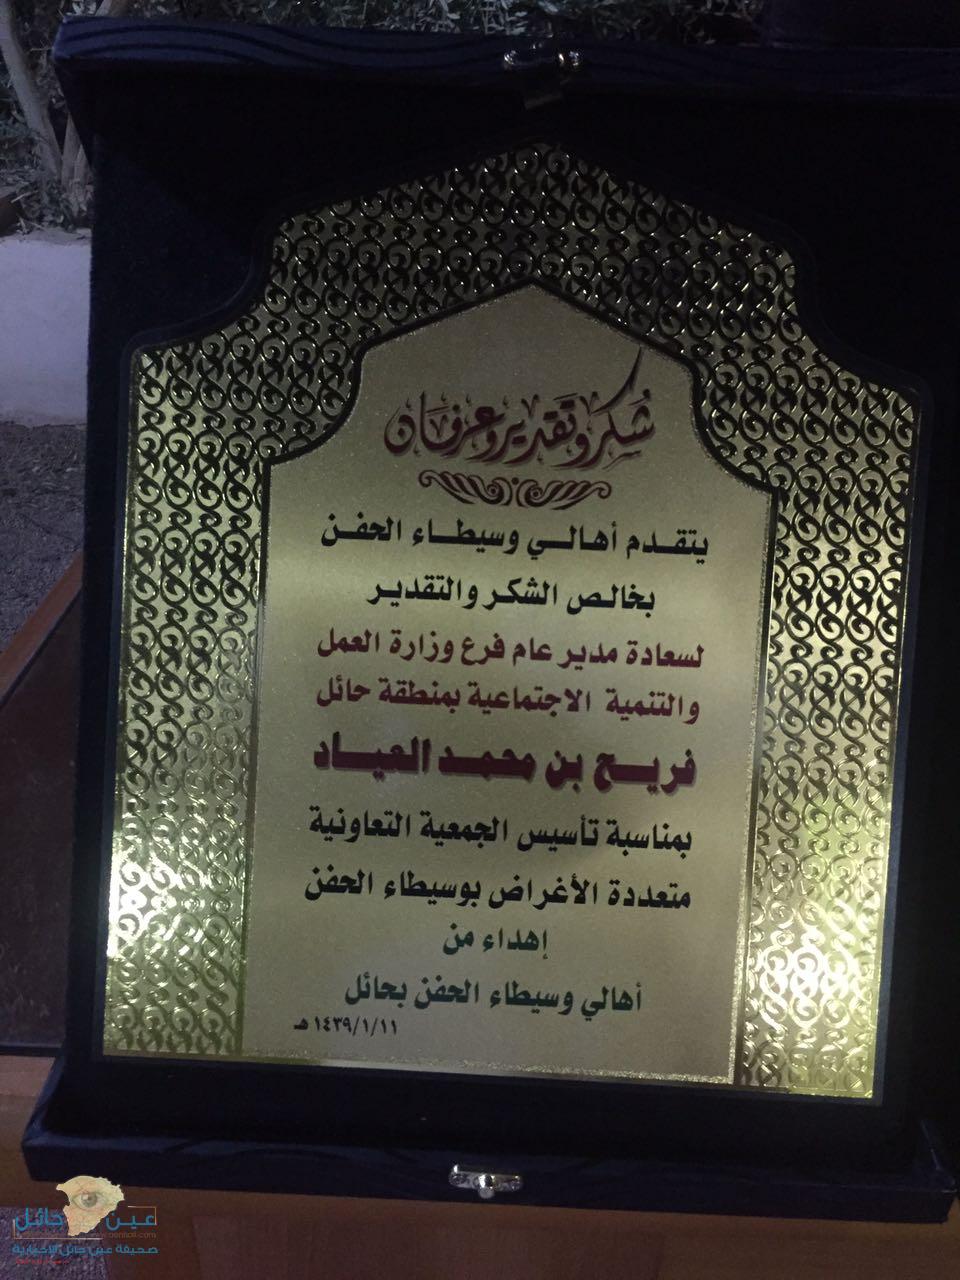 شكر وتقدير وعرفان
يتقدم أهالي وسيطاء الحفن
بخالص الشكر والتقدير
لسعادة مدير عام فرع وزارة العمل
والتنمية الاجتماعية بمنطقة حائل
فريح بن محمد العياد
بمناسبة تأسيس الجمعية التعاونية
متعددة الأغراض بوسيطاء الحفن
إهداء من
أهالي وسيطاء الحفن بحائل
١٤٣٩/١/١١ هـ
عين حائل
صحيفة عين حائل الإخبارية